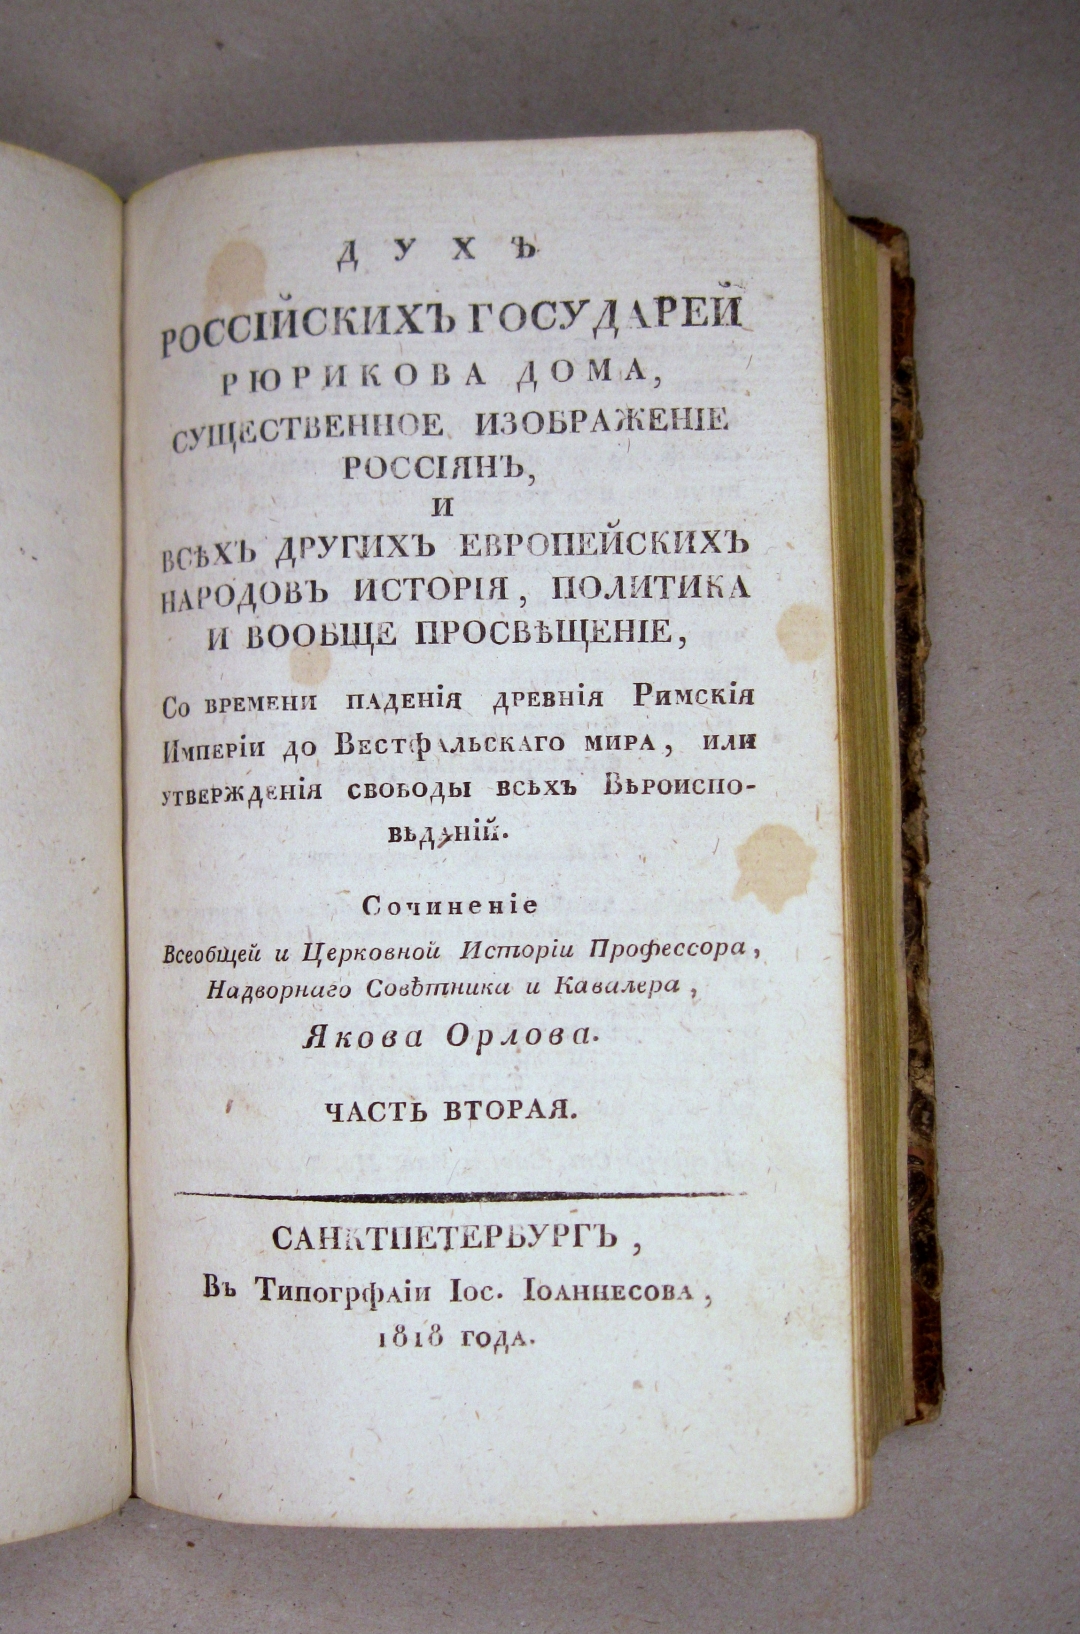 ДУХЪ
РОССІЙСКИХЪ ГОСУДАРЕЙ
РЮРИКОВА ДОМА,
СУЩЕСТВЕННОЕ ИЗОБРАЖЕНІЕ
РОССІЯНЪ,
И
ВСѢХЪ ДРУГИХЪ ЕВРОПЕЙСКИХЪ
НАРОДОВЪ ИСТОРІЯ, ПОЛИТИКА
И ВООБЩЕ ПРОСВѢЩЕНІЕ,
Со времени паденія древнія Римскія
Имперіи до Вестфальскаго мира, или
утвержденія свободы всѣхъ Вѣроиспо-
вѣданій.
Сочиненіе
Всеобщей и Церковной Исторіи Профессора,
Надворнаго Совѣтника и Кавалера,
Якова Орлова.
ЧАСТЬ ВТОРАЯ.
САНКТПЕТЕРБУРГЪ,
Въ Типогрфаіи Іос. Іоаннесова,
1818 года.